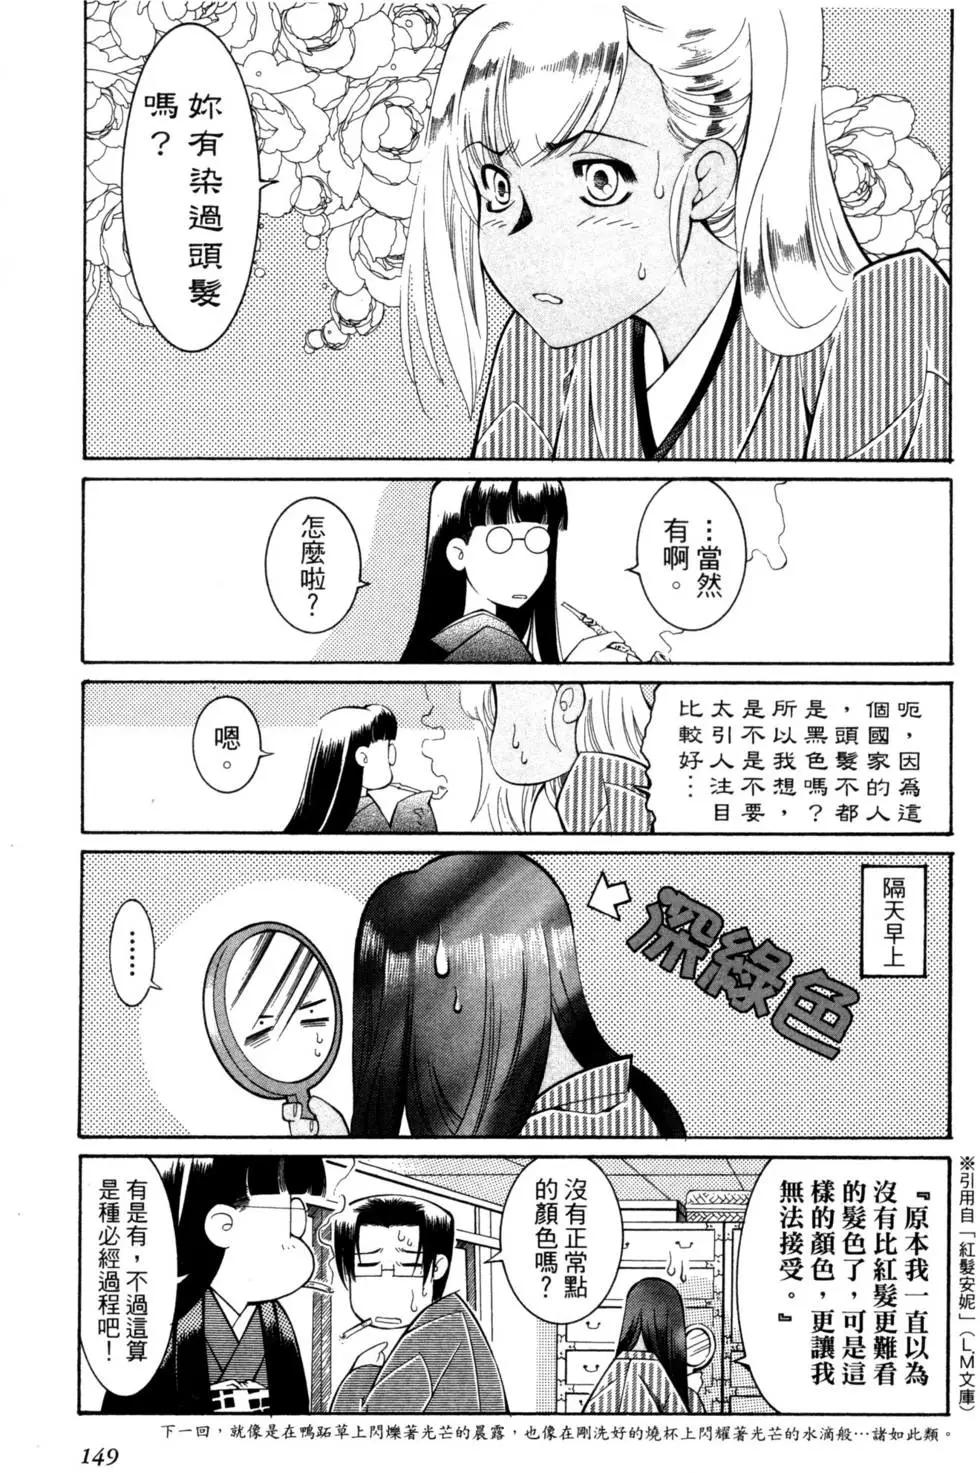 妳有染過頭髮
嗎？
…當然
有啊。
怎麼啦？
呃，因為這
個國家的人
，頭髮不都
是黑色嗎？
所以我想，
是不是不要
太引人注目
比較好…
嗯。
隔天早上
深綠色
……
『原本我一直以為
沒有比紅髮更難看
的髮色了，可是這
樣的顏色，更讓我
無法接受。』
※引用自「紅髮安妮」（LM文庫）
沒有正常點
的顏色嗎？
有是有，不過這算
是種必經過程吧！
下一回，就像是在鴨跖草上閃爍著光芒的晨露，也像在剛洗好的燒杯上閃耀著光芒的水滴般…諸如此類。
149